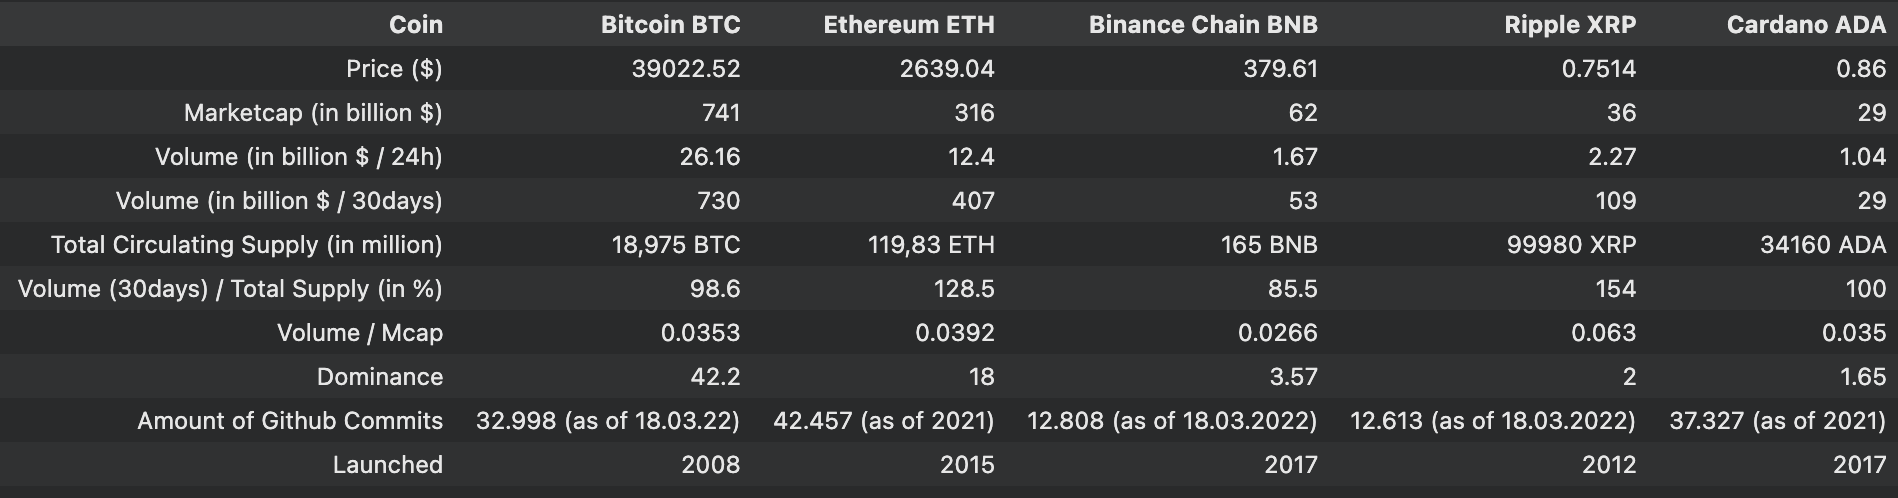 Coin Bitcoin BTC Ethereum ETH Binance Chain BNB Ripple XRP Cardano ADA
Price ($) 39022.52 2639.04 379.61 0.7514 0.86
Marketcap (in billion $) 741 316 62 36 29
Volume (in billion $ / 24h) 26.16 12.4 1.67 2.27 1.04
Volume (in billion $ / 30days) 730 407 53 109 29
Total Circulating Supply (in million) 18,975 BTC 119,83 ETH 165 BNB 99980 XRP 34160 ADA
Volume (30days) / Total Supply (in %) 98.6 128.5 85.5 154 100
Volume / Mcap 0.0353 0.0392 0.0266 0.063 0.035
Dominance 42.2 18 3.57 2 1.65
Amount of Github Commits 32.998 (as of 18.03.22) 42.457 (as of 2021) 12.808 (as of 18.03.2022) 12.613 (as of 18.03.2022) 37.327 (as of 2021)
Launched 2008 2015 2017 2012 2017